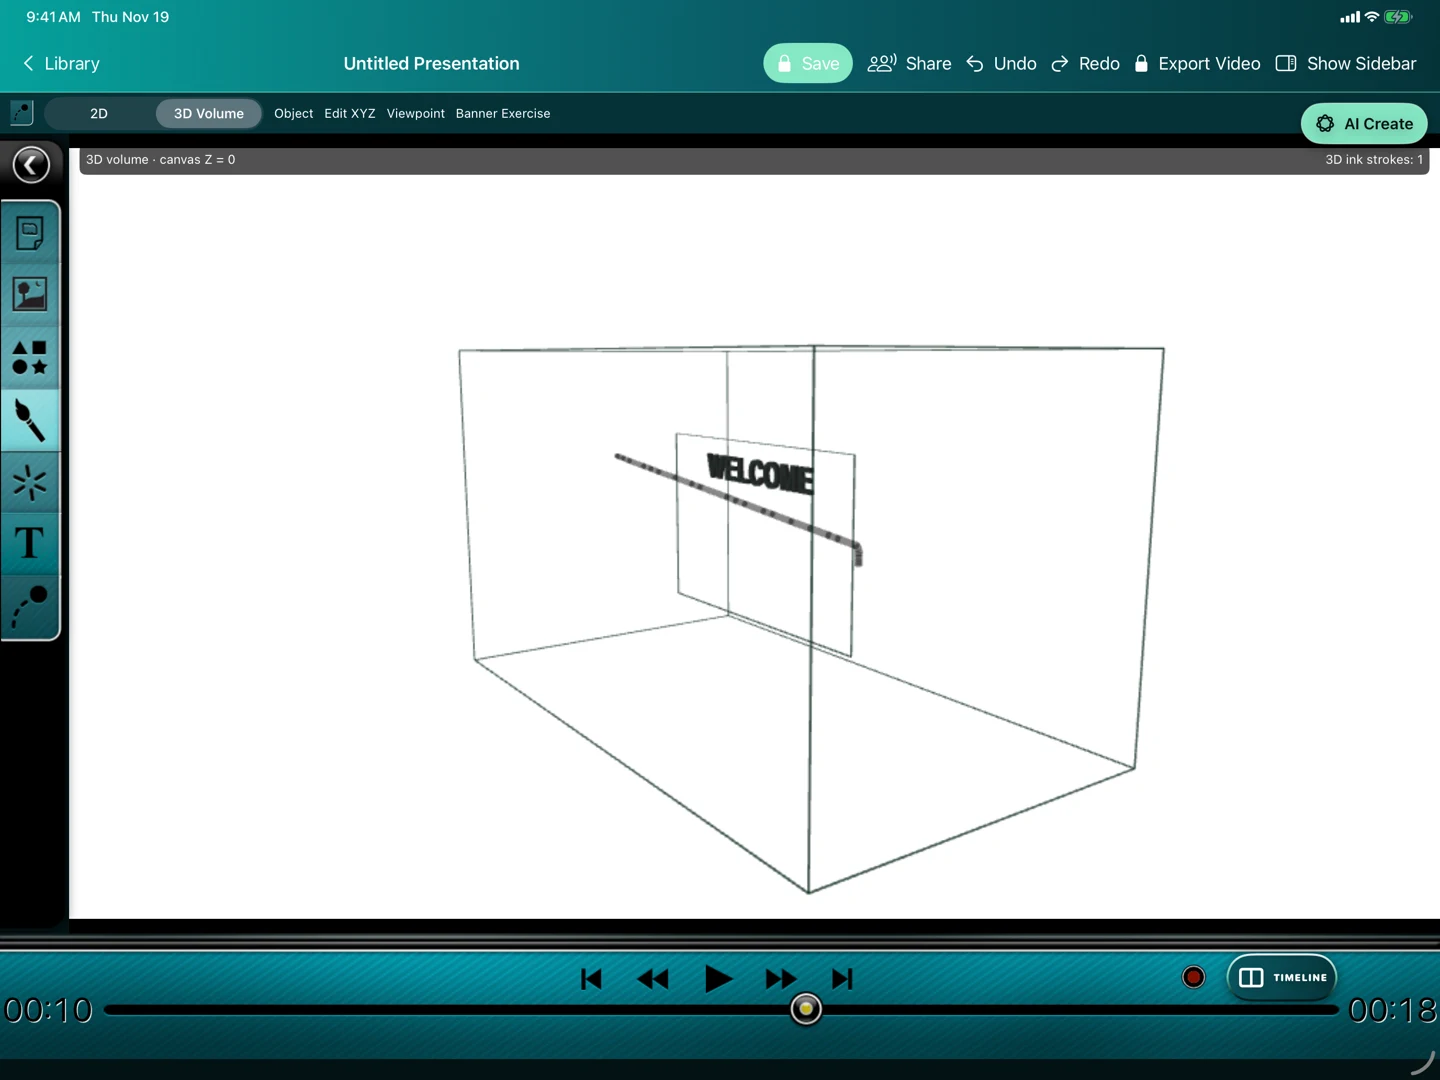 9:41 AM Thu Nov 19
Library
Untitled Presentation
Save
Share
Undo
Redo
Export Video
Show Sidebar
2D
3D Volume
Object
Edit XYZ
Viewpoint
Banner Exercise
AI Create
3D volume · canvas Z = 0
3D ink strokes: 1
WELCOME
T
TIMELINE
00:10
00:18